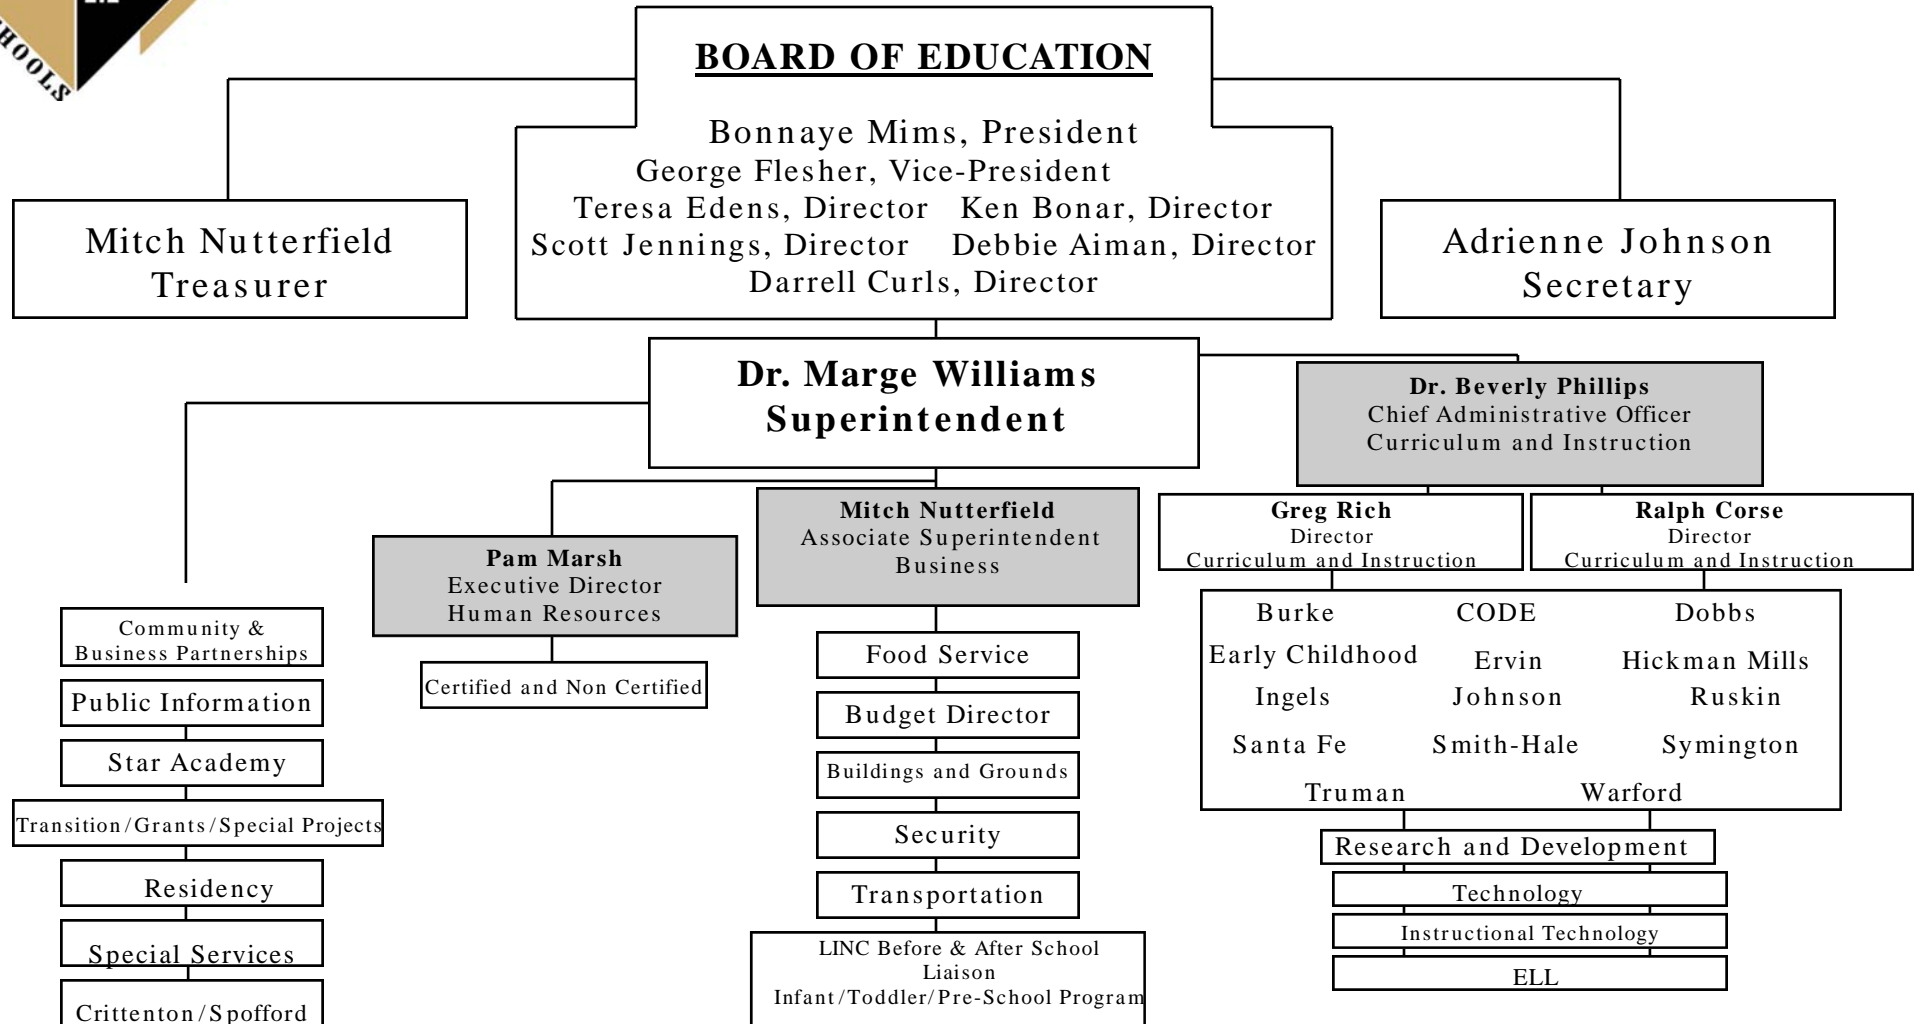 HOOLS
BOARD OF EDUCATION
Bonnaye Mims, President
George Flesher, Vice-President
Teresa Edens, Director Ken Bonar, Director
Scott Jennings, Director Debbie Aiman, Director
Darrell Curls, Director
Mitch Nutterfield
Treasurer
Adrienne Johnson
Secretary
Dr. Marge Williams
Superintendent
Dr. Beverly Phillips
Chief Administrative Officer
Curriculum and Instruction
Pam Marsh
Executive Director
Human Resources
Certified and Non Certified
Mitch Nutterfield
Associate Superintendent
Business
Greg Rich
Director
Curriculum and Instruction
Ralph Corse
Director
Curriculum and Instruction
Community &
Business Partnerships
Public Information
Star Academy
Transition/Grants/Special Projects
Residency
Special Services
Crittenton/Spofford
Food Service
Budget Director
Buildings and Grounds
Security
Transportation
LINC Before & After School
Liaison
Infant/Toddler/Pre-School Program
Burke CODE Dobbs
Early Childhood Ervin Hickman Mills
Ingels Johnson Ruskin
Santa Fe Smith-Hale Symington
Truman Warford
Research and Development
Technology
Instructional Technology
ELL